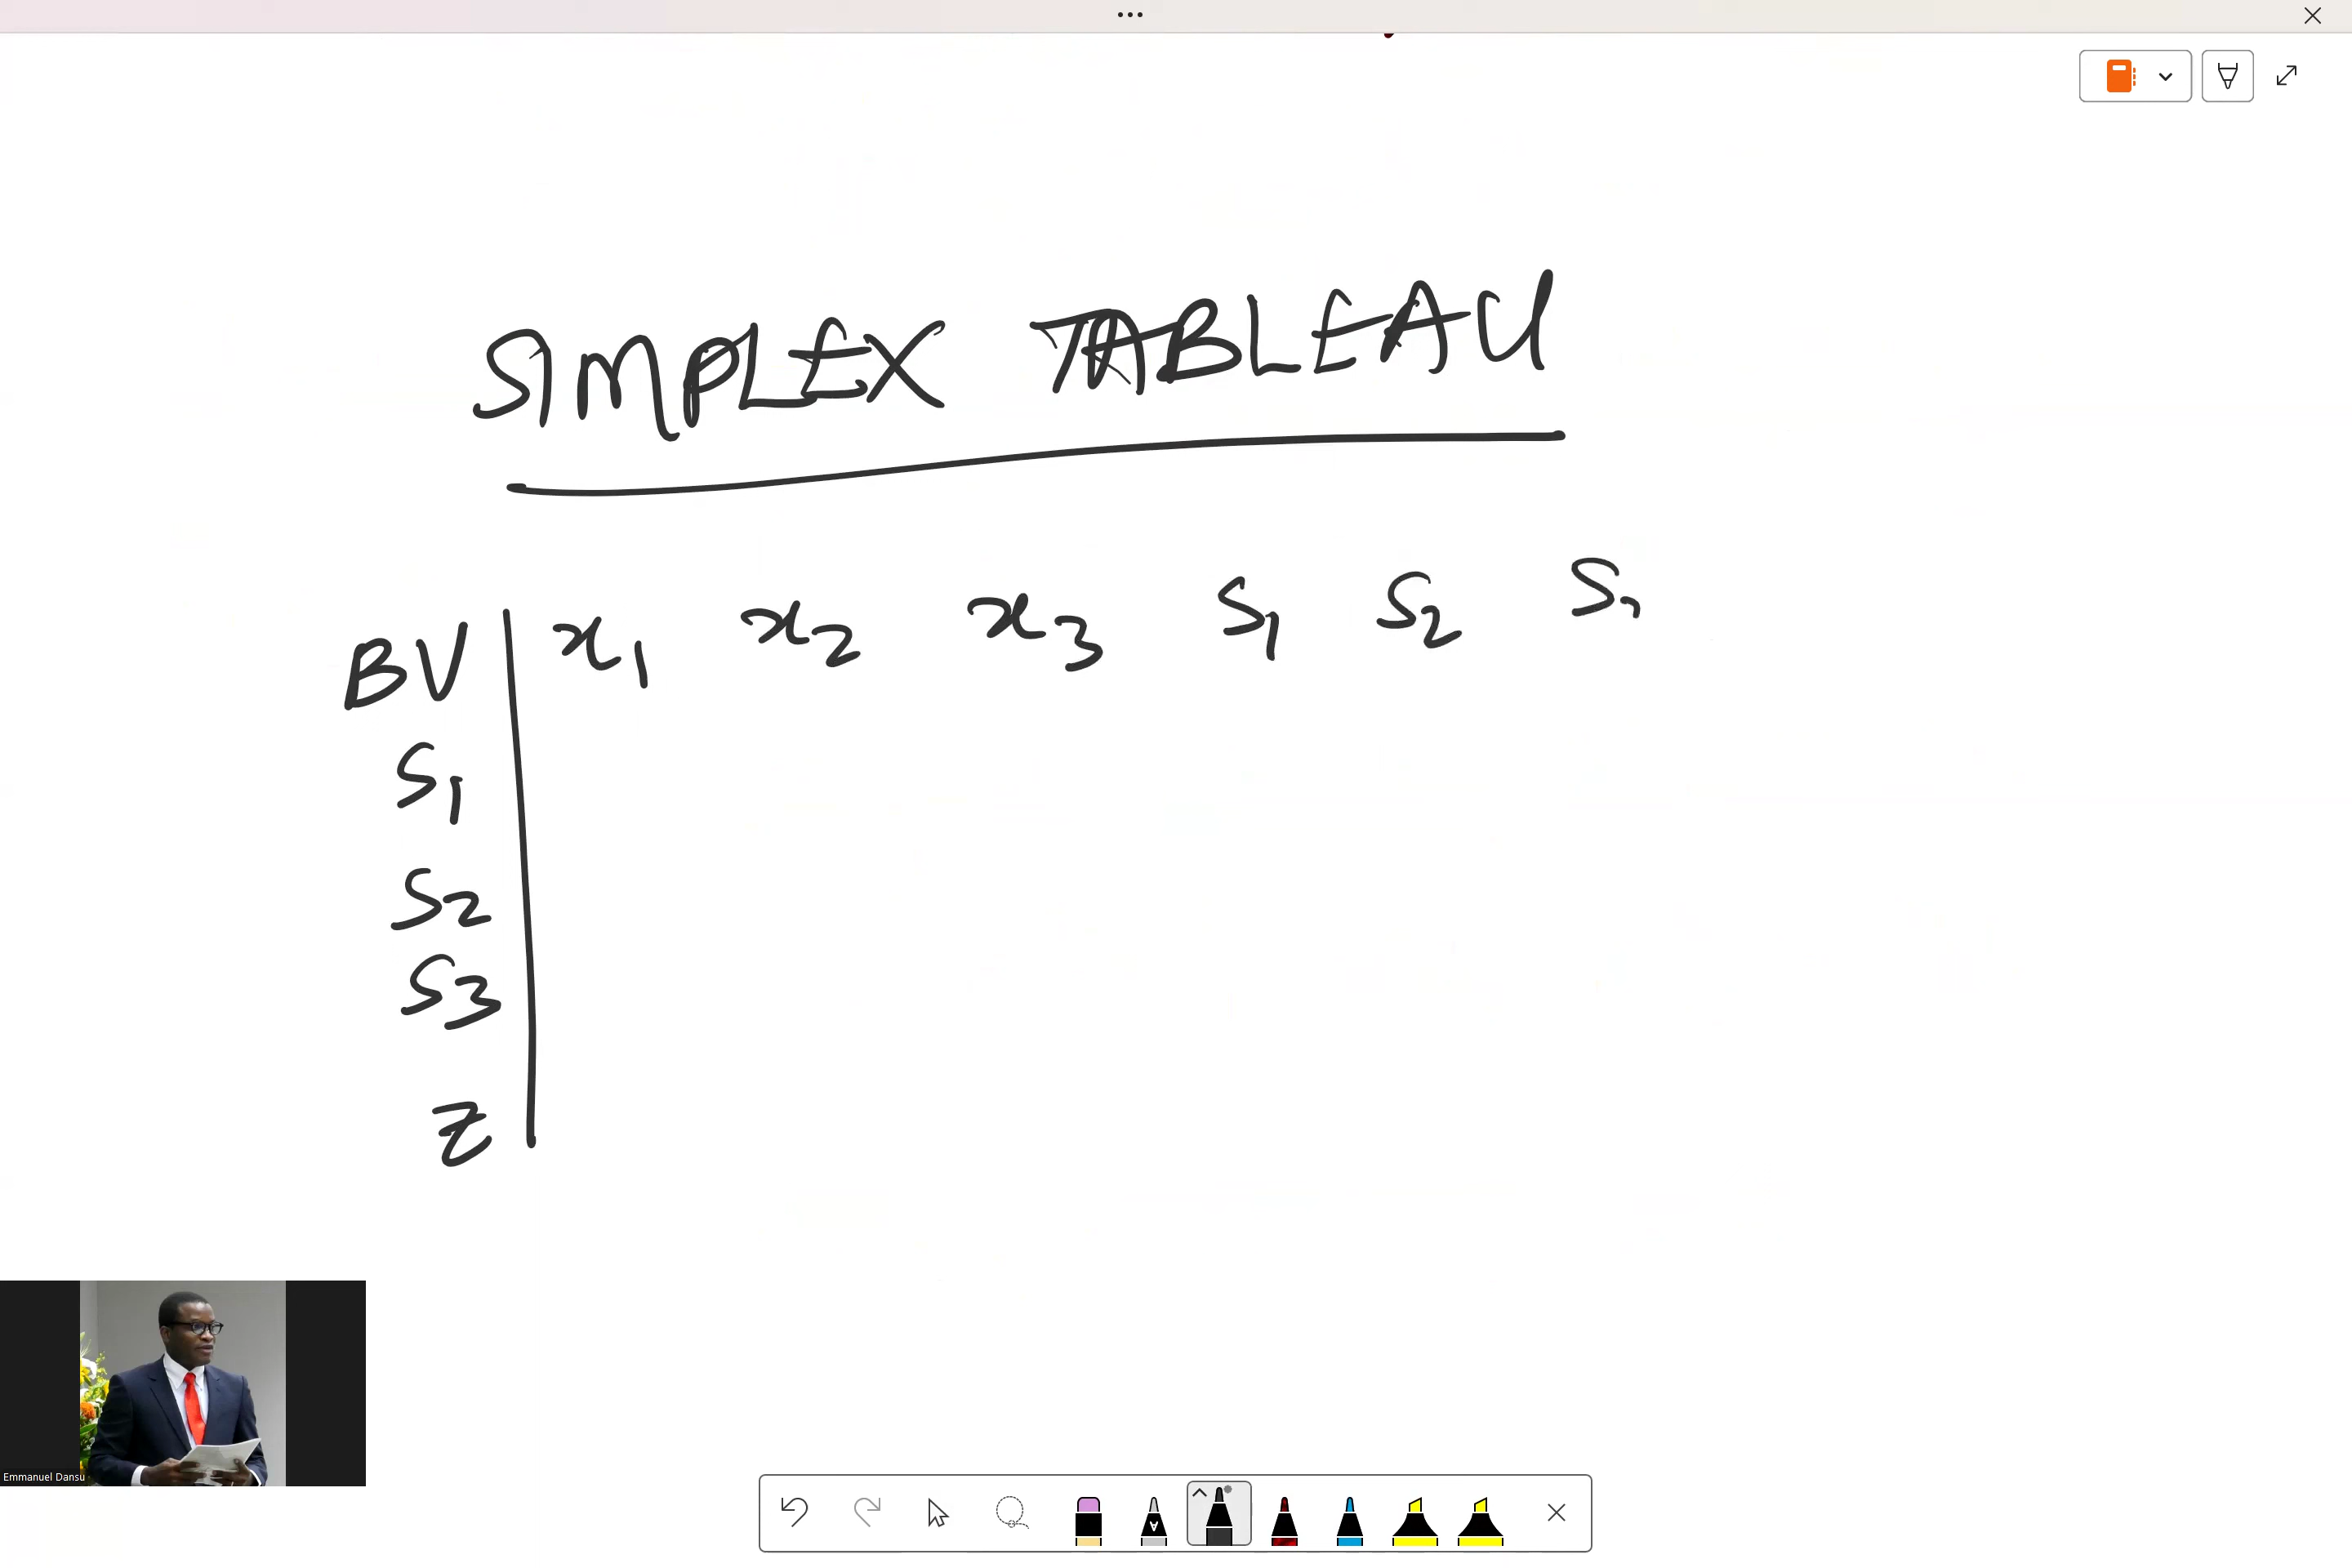 SIMPLEX TABLEAU
BV x1 x2 x3 S1 S2 S
S1
S2
S3
Z
Emmanuel Dansu